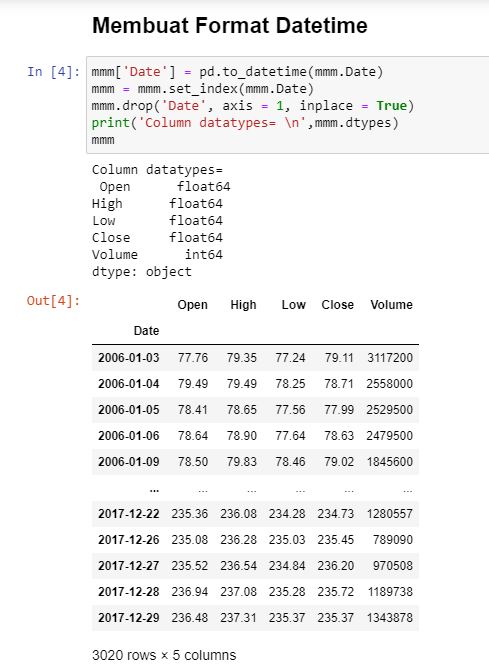 Membuat Format Datetime
In [4]: mmm['Date'] = pd.to_datetime(mmm.Date)
mmm = mmm.set_index(mmm.Date)
mmm.drop('Date', axis = 1, inplace = True)
print('Column datatypes= \n',mmm.dtypes)
mmm
Column datatypes=
Open float64
High float64
Low float64
Close float64
Volume int64
dtype: object
Out[4]:
Open High Low Close Volume
Date
2006-01-03 77.76 79.35 77.24 79.11 3117200
2006-01-04 79.49 79.49 78.25 78.71 2558000
2006-01-05 78.41 78.65 77.56 77.99 2529500
2006-01-06 78.64 78.90 77.64 78.63 2479500
2006-01-09 78.50 79.83 78.46 79.02 1845600
... ... ... ... ... ...
2017-12-22 235.36 236.08 234.28 234.73 1280557
2017-12-26 235.08 236.28 235.03 235.45 789090
2017-12-27 235.52 236.54 234.84 236.20 970508
2017-12-28 236.94 237.08 235.28 235.72 1189738
2017-12-29 236.48 237.31 235.37 235.37 1343878
3020 rows × 5 columns